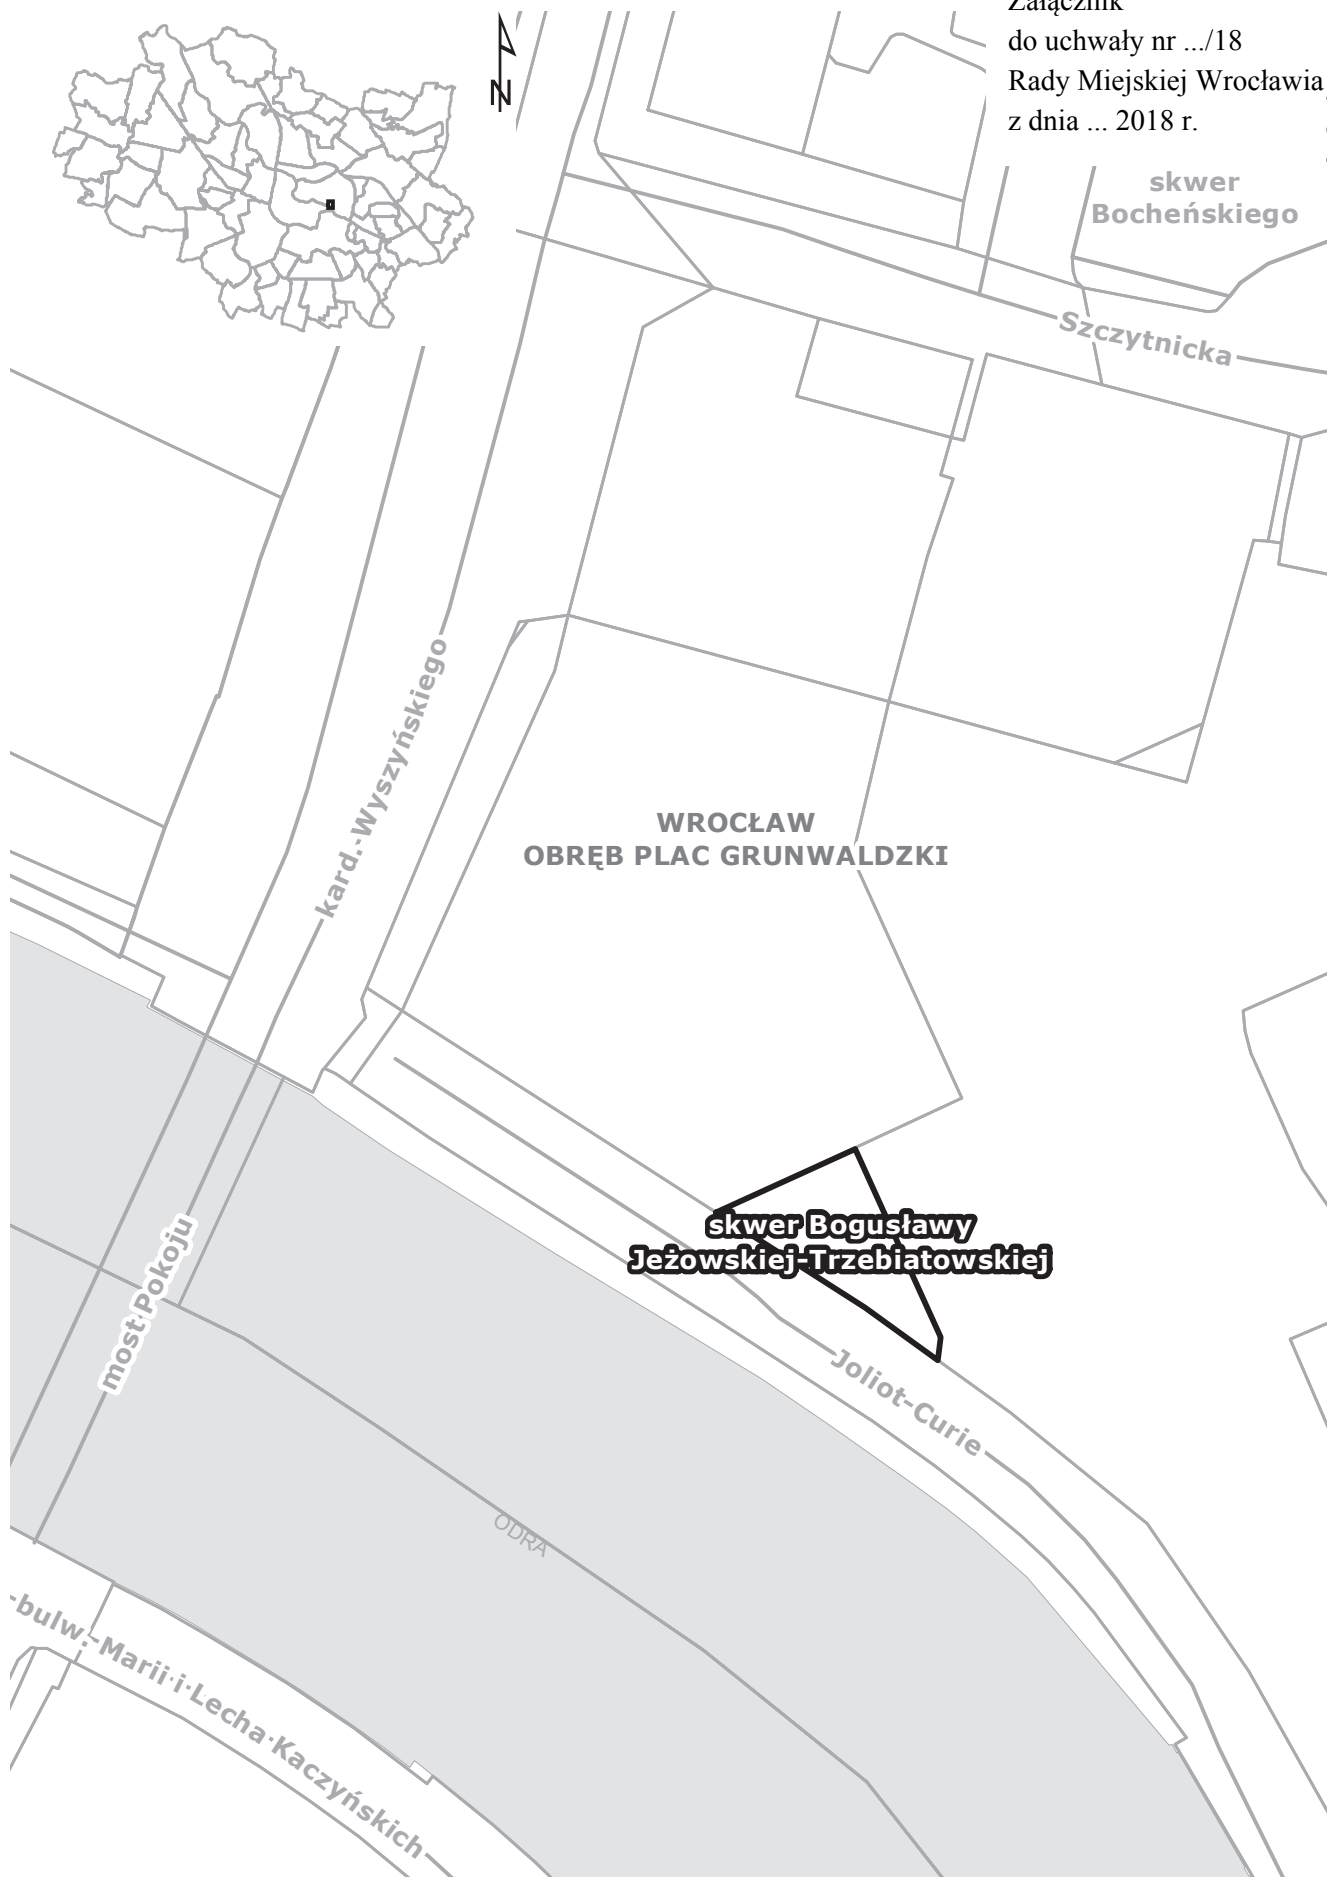 Załącznik
do uchwały nr .../18
Rady Miejskiej Wrocławia
z dnia ... 2018 r.
N
skwer
Bocheńskiego
Szczytnicka
kard. Wyszyńskiego
WROCŁAW
OBRĘB PLAC GRUNWALDZKI
skwer Bogusławy
Jeżowskiej-Trzebiatowskiej
most Pokoju
Joliot-Curie
ODRA
bulw. Marii i Lecha Kaczyńskich